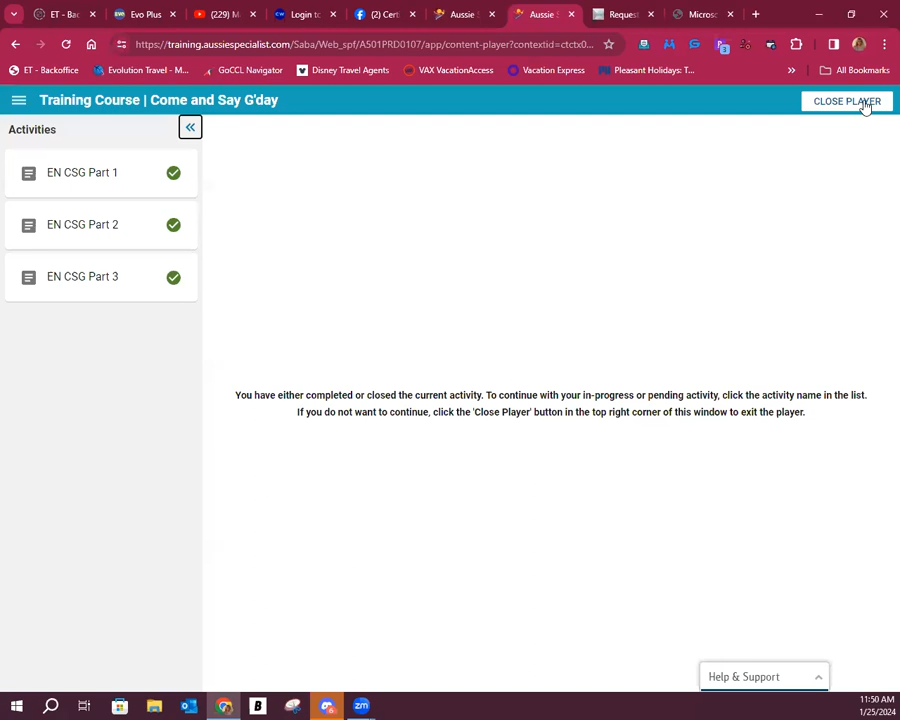 ET - Bac
Evo Plus
(229) M
Login to
(2) Cert
Aussie S
Aussie S
Request
Microso
https://training.aussiespecialist.com/Saba/Web_spf/A501PRD0107/app/content-player?contextid=ctctx0...
3
ET - Backoffice
Evolution Travel - M...
GoCCL Navigator
Disney Travel Agents
VAX VacationAccess
Vacation Express
Pleasant Holidays: T...
All Bookmarks
Training Course | Come and Say G'day
CLOSE PLAYER
Activities
EN CSG Part 1
EN CSG Part 2
EN CSG Part 3
You have either completed or closed the current activity. To continue with your in-progress or pending activity, click the activity name in the list.
If you do not want to continue, click the 'Close Player' button in the top right corner of this window to exit the player.
Help & Support
B
zm
11:50 AM
1/25/2024